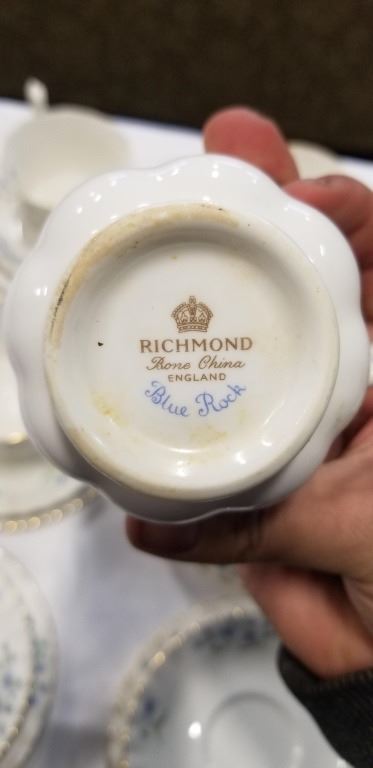 RICHMOND
Bone China
ENGLAND
Blue Rock